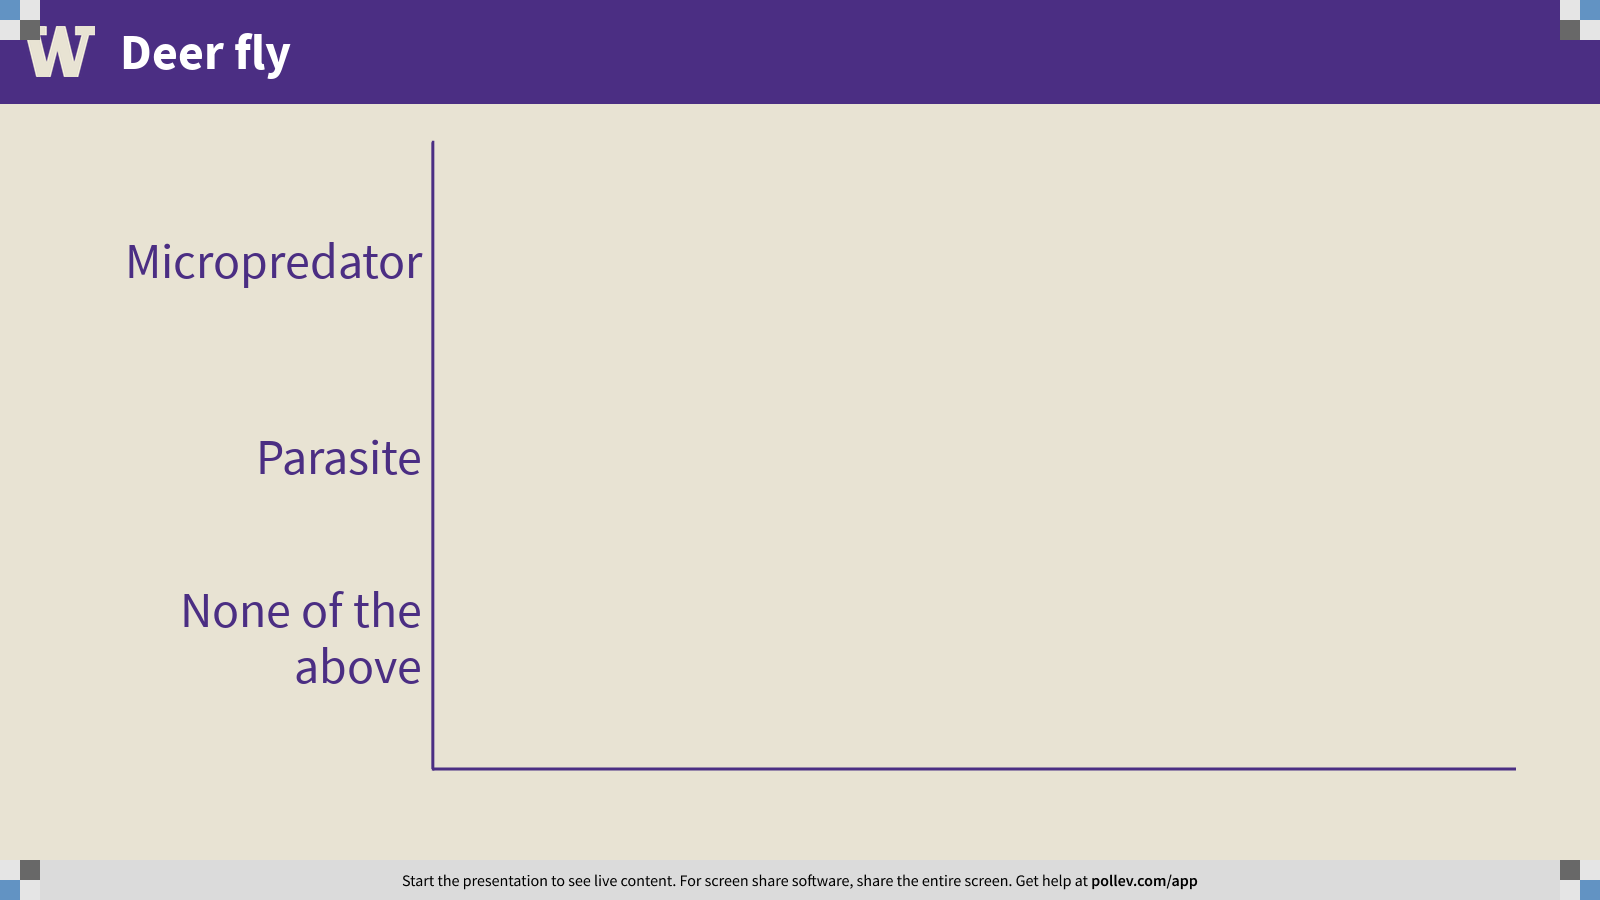 W Deer fly
Micropredator
Parasite
None of the
above
Start the presentation to see live content. For screen share software, share the entire screen. Get help at pollev.com/app